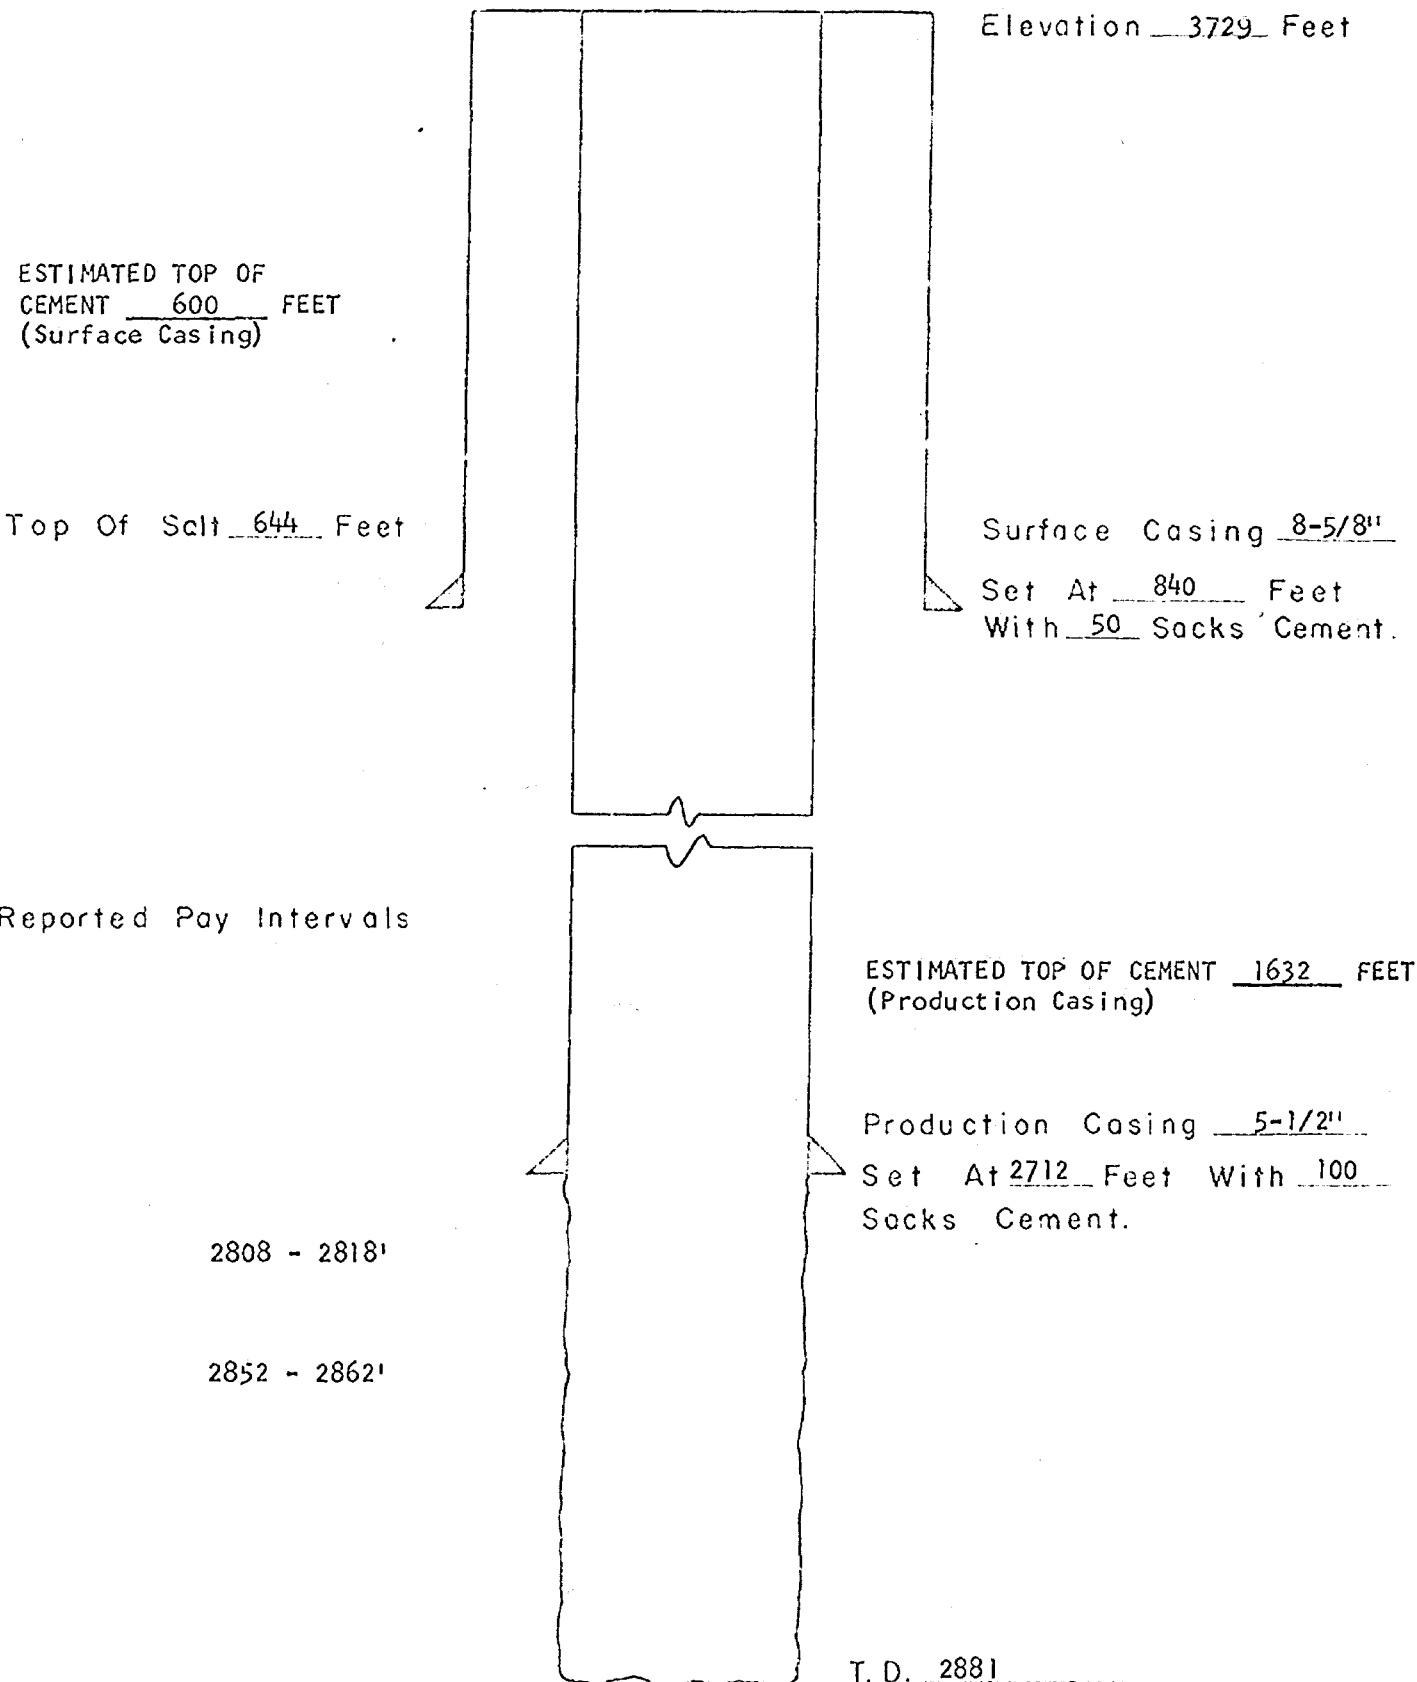 Elevation 3729 Feet
ESTIMATED TOP OF
CEMENT 600 FEET
(Surface Casing)
Top Of Salt 644 Feet
Surface Casing 8-5/8"
Set At 840 Feet
With 50 Sacks Cement.
Reported Pay Intervals
ESTIMATED TOP OF CEMENT 1632 FEET
(Production Casing)
Production Casing 5-1/2"
Set At 2712 Feet With 100
Sacks Cement.
2808 - 2818'
2852 - 2862'
T.D. 2881